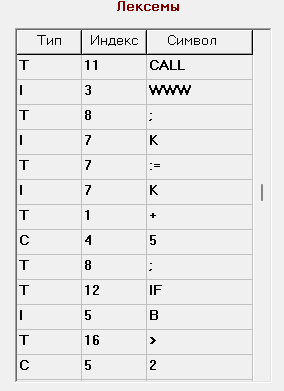 Лексемы
Тип Индекс Символ
T 11 CALL
I 3 WWW
T 8 ;
I 7 K
T 7 :=
I 7 K
T 1 +
C 4 5
T 8 ;
T 12 IF
I 5 B
T 16 >
C 5 2